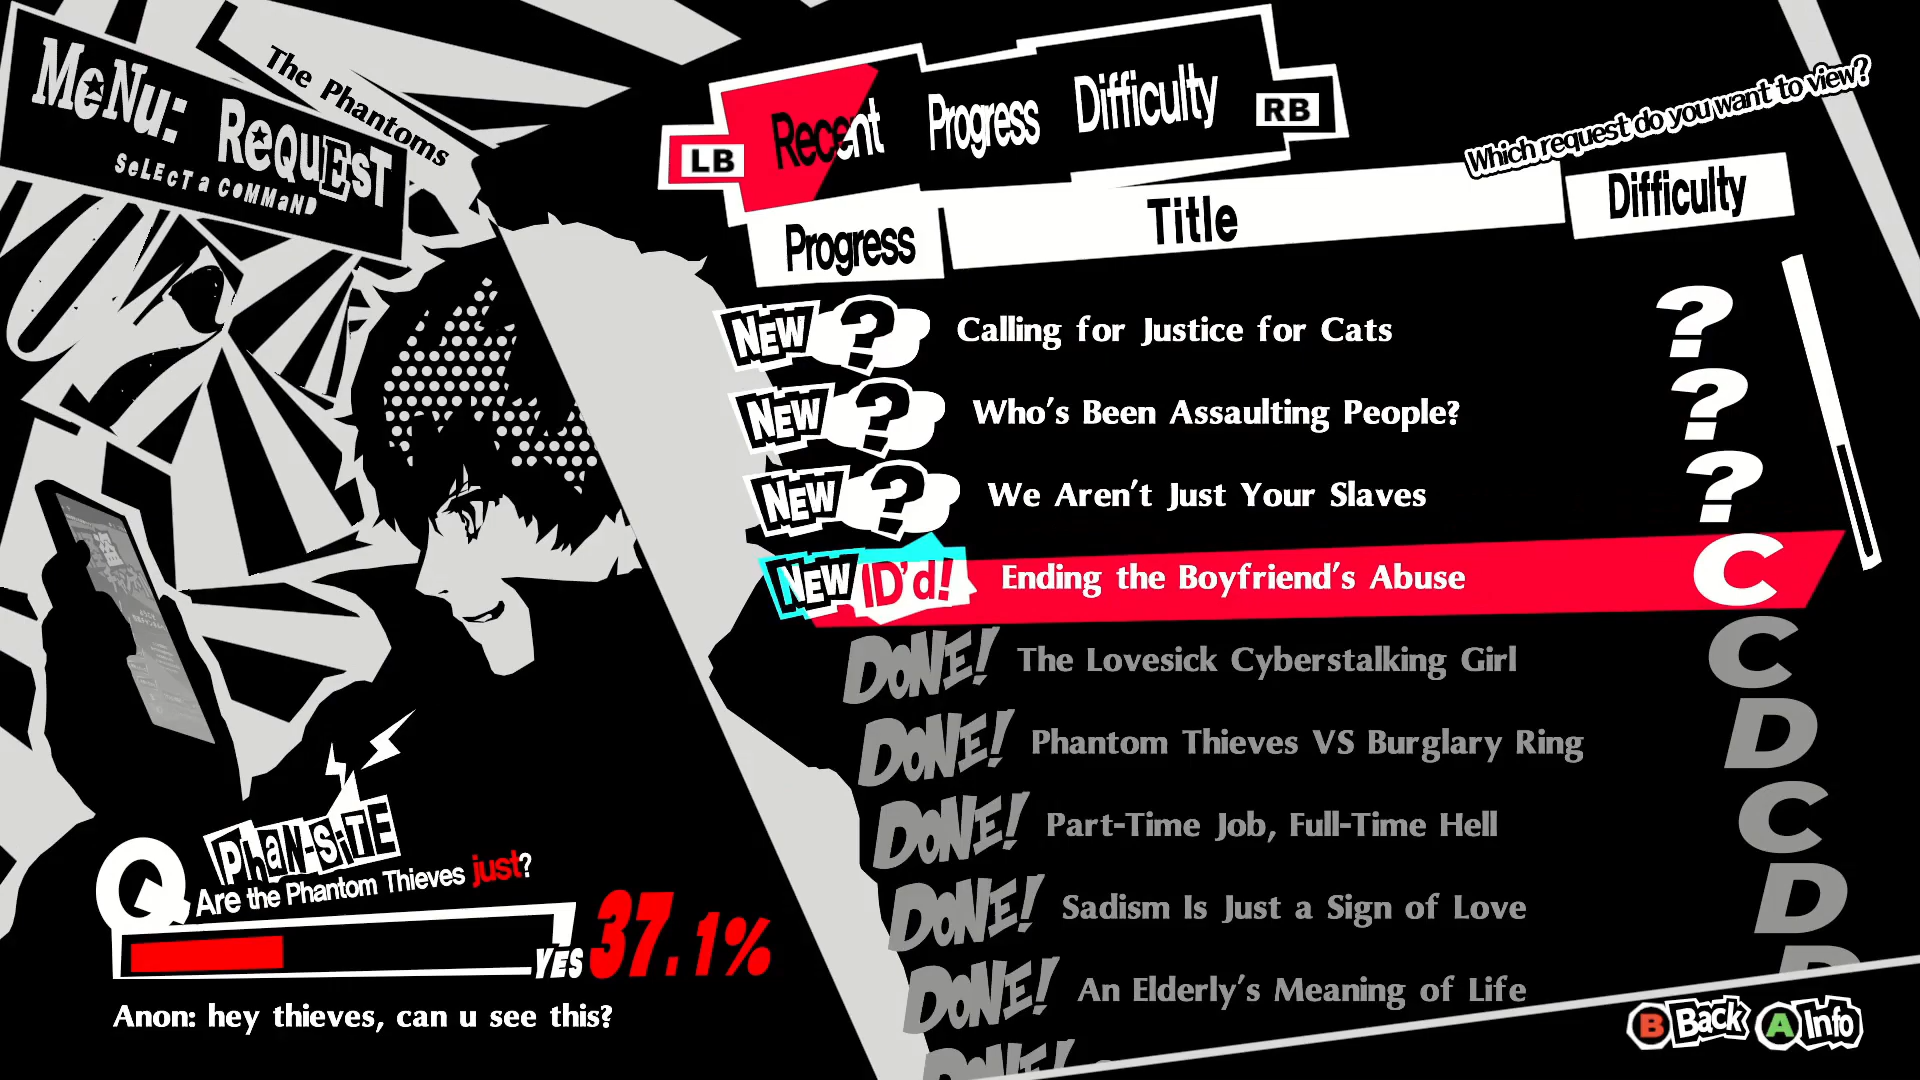 MeNu: ReQuEsT
SeLEcT a CoMMaND
The Phantoms
LB Recent Progress Difficulty RB
Which request do you want to view?
Progress Title Difficulty
NEW ? Calling for Justice for Cats ?
NEW ? Who's Been Assaulting People? ?
NEW ? We Aren't Just Your Slaves ?
NEW ID'd! Ending the Boyfriend's Abuse C
DONE! The Lovesick Cyberstalking Girl C
DONE! Phantom Thieves VS Burglary Ring D
DONE! Part-Time Job, Full-Time Hell C
DONE! Sadism Is Just a Sign of Love D
DONE! An Elderly's Meaning of Life D
DONE!
PhaN-SiTE
Q Are the Phantom Thieves just?
YES 37.1%
Anon: hey thieves, can u see this?
B Back A Info